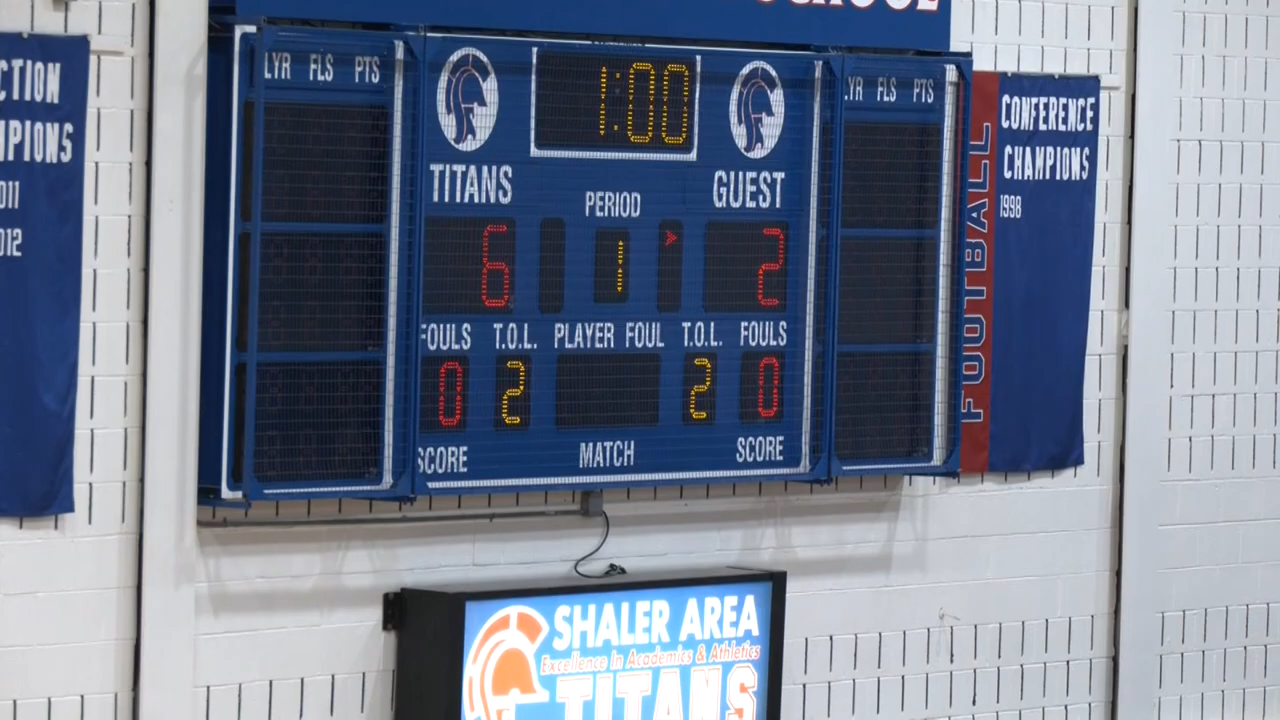 SCHOOL
LYR FLS PTS
1:00
LYR FLS PTS
TITANS
GUEST
PERIOD
6
1
2
FOULS T.O.L. PLAYER FOUL T.O.L. FOULS
0 2 2 0
SCORE MATCH SCORE
CTION
MPIONS
011
012
FOOTBALL
CONFERENCE
CHAMPIONS
1998
SHALER AREA
Excellence In Academics & Athletics
TITANS